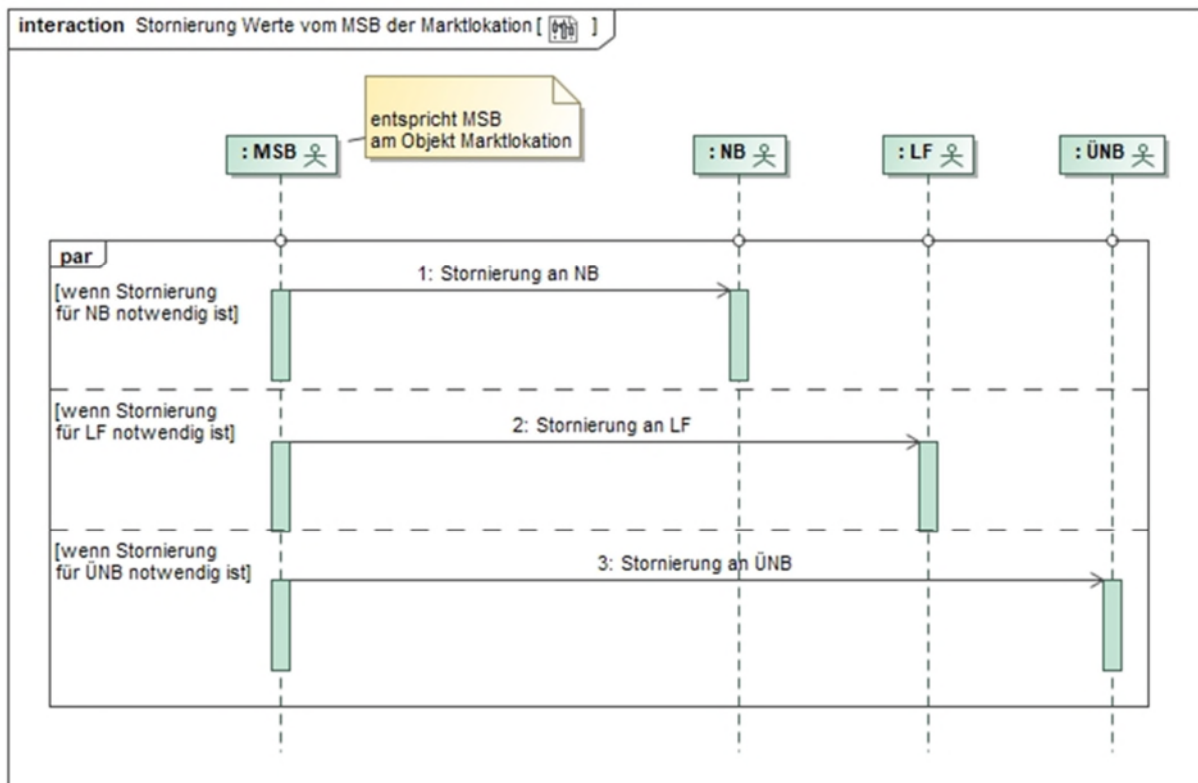 interaction Stornierung Werte vom MSB der Marktlokation [ ]
entspricht MSB
am Objekt Marktlokation
: MSB
: NB
: LF
: ÜNB
par
[wenn Stornierung
für NB notwendig ist]
1: Stornierung an NB
[wenn Stornierung
für LF notwendig ist]
2: Stornierung an LF
[wenn Stornierung
für ÜNB notwendig ist]
3: Stornierung an ÜNB